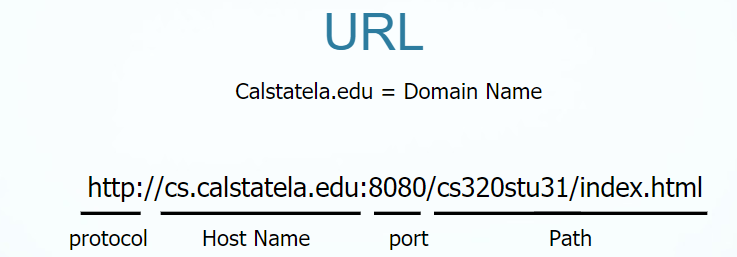 URL
Calstatela.edu = Domain Name
http://cs.calstatela.edu:8080/cs320stu31/index.html
protocol Host Name port Path